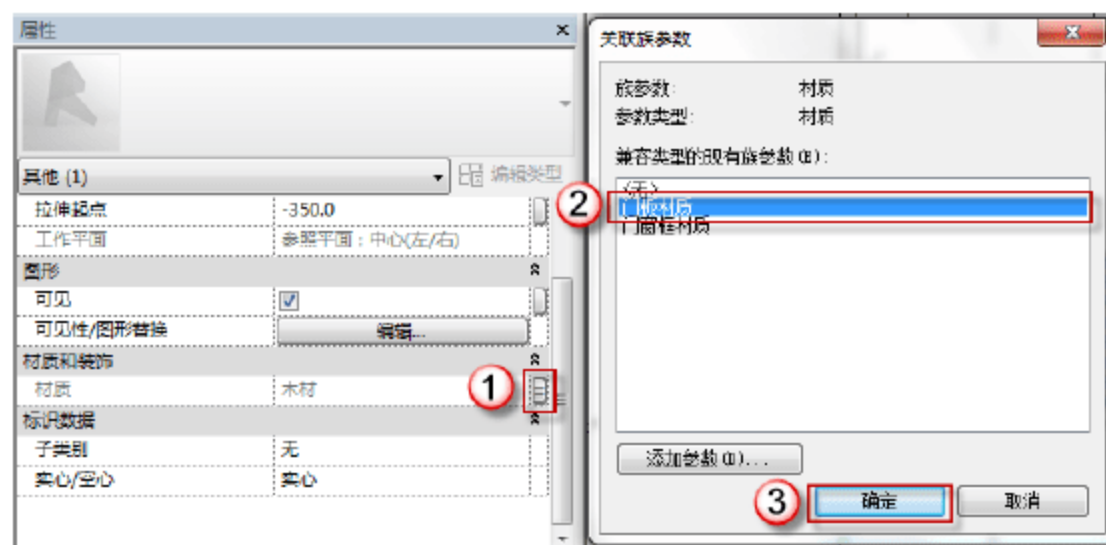 属性
其他 (1)
编辑类型
拉伸起点 -350.0
工作平面 参照平面：中心(左/右)
图形
可见
可见性/图形替换 编辑...
材质和装饰
材质 木材
①
标识数据
子类别 无
实心/空心 实心
关联族参数
族参数: 材质
参数类型: 材质
兼容类型的现有族参数(E):
<无>
② 门板材质
门窗框材质
添加参数(D)...
③ 确定 取消